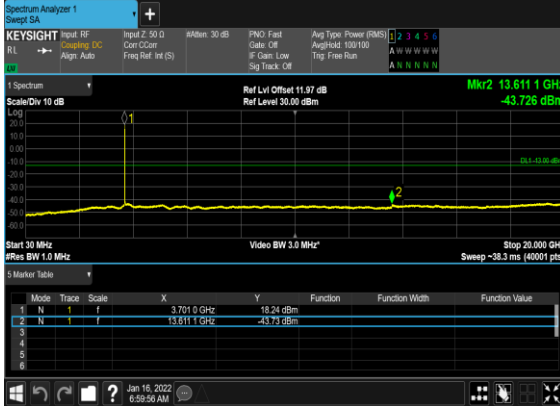 Spectrum Analyzer 1
Swept SA
+
KEYSIGHT
RL
Input: RF
Coupling: DC
Align: Auto
Input Z: 50 Ω
Corr CCorr
Freq Ref: Int (S)
#Atten: 30 dB
PNO: Fast
Gate: Off
IF Gain: Low
Sig Track: Off
Avg Type: Power (RMS)
Avg|Hold: 100/100
Trig: Free Run
1 2 3 4 5 6
A W W W W W
A N N N N N
1 Spectrum
Scale/Div 10 dB
Ref Lvl Offset 11.97 dB
Ref Level 30.00 dBm
Mkr2 13.611 1 GHz
-43.726 dBm
Log
20.0
10.0
0.00
-10.0
-20.0
-30.0
-40.0
-50.0
-60.0
1
DL1 -13.00 dBm
2
Start 30 MHz
#Res BW 1.0 MHz
Video BW 3.0 MHz*
Stop 20.000 GHz
Sweep ~38.3 ms (40001 pts)
5 Marker Table
Mode Trace Scale X Y Function Function Width Function Value
1 N 1 f 3.701 0 GHz 18.24 dBm
2 N 1 f 13.611 1 GHz -43.73 dBm
3
4
5
6
?
Jan 16, 2022
6:59:56 AM